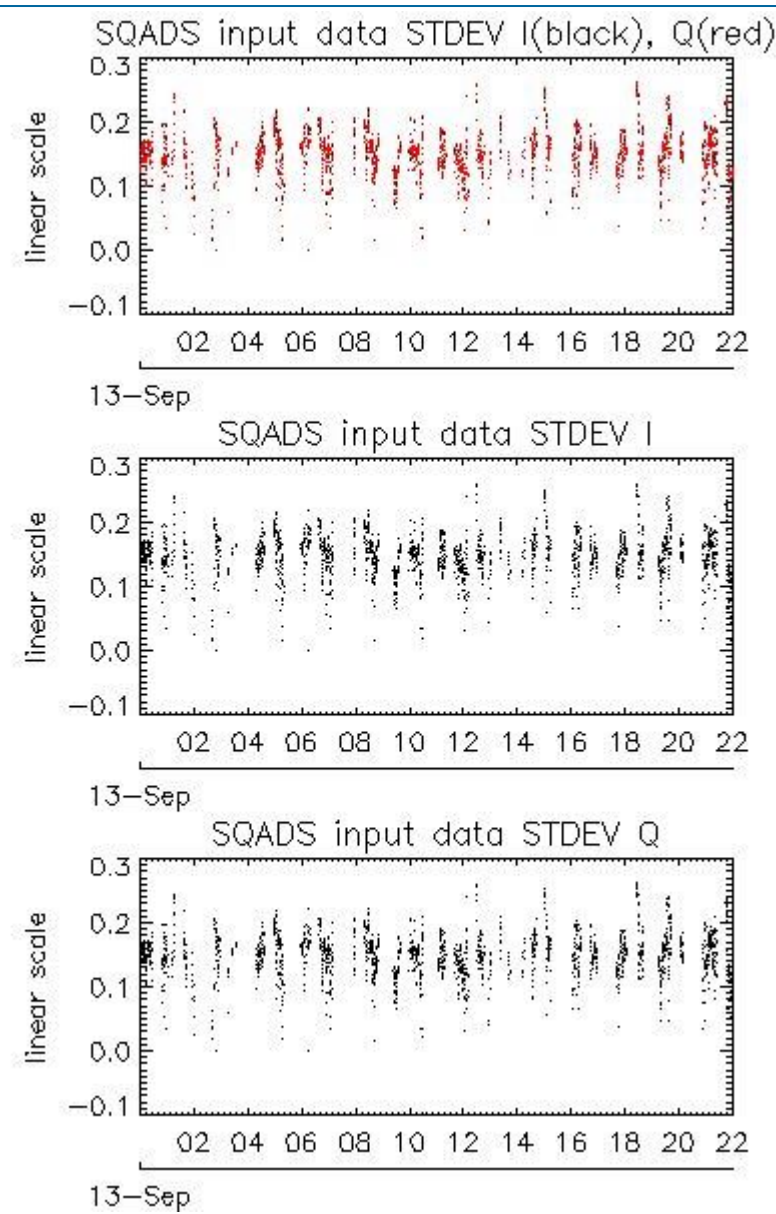 SQADS input data STDEV I(black), Q(red)
0.3
0.2
0.1
0.0
-0.1
linear scale
02 04 06 08 10 12 14 16 18 20 22
13-Sep
SQADS input data STDEV I
0.3
0.2
0.1
0.0
-0.1
linear scale
02 04 06 08 10 12 14 16 18 20 22
13-Sep
SQADS input data STDEV Q
0.3
0.2
0.1
0.0
-0.1
linear scale
02 04 06 08 10 12 14 16 18 20 22
13-Sep